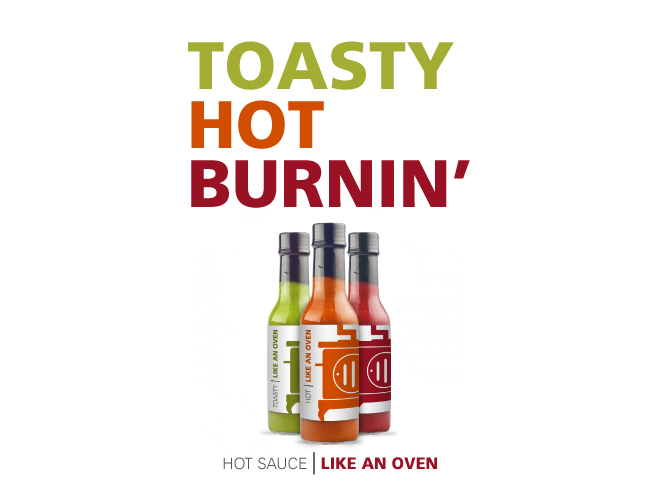 TOASTY
HOT
BURNIN’
TOASTY | LIKE AN OVEN
HOT | LIKE AN OVEN
HOT SAUCE | LIKE AN OVEN